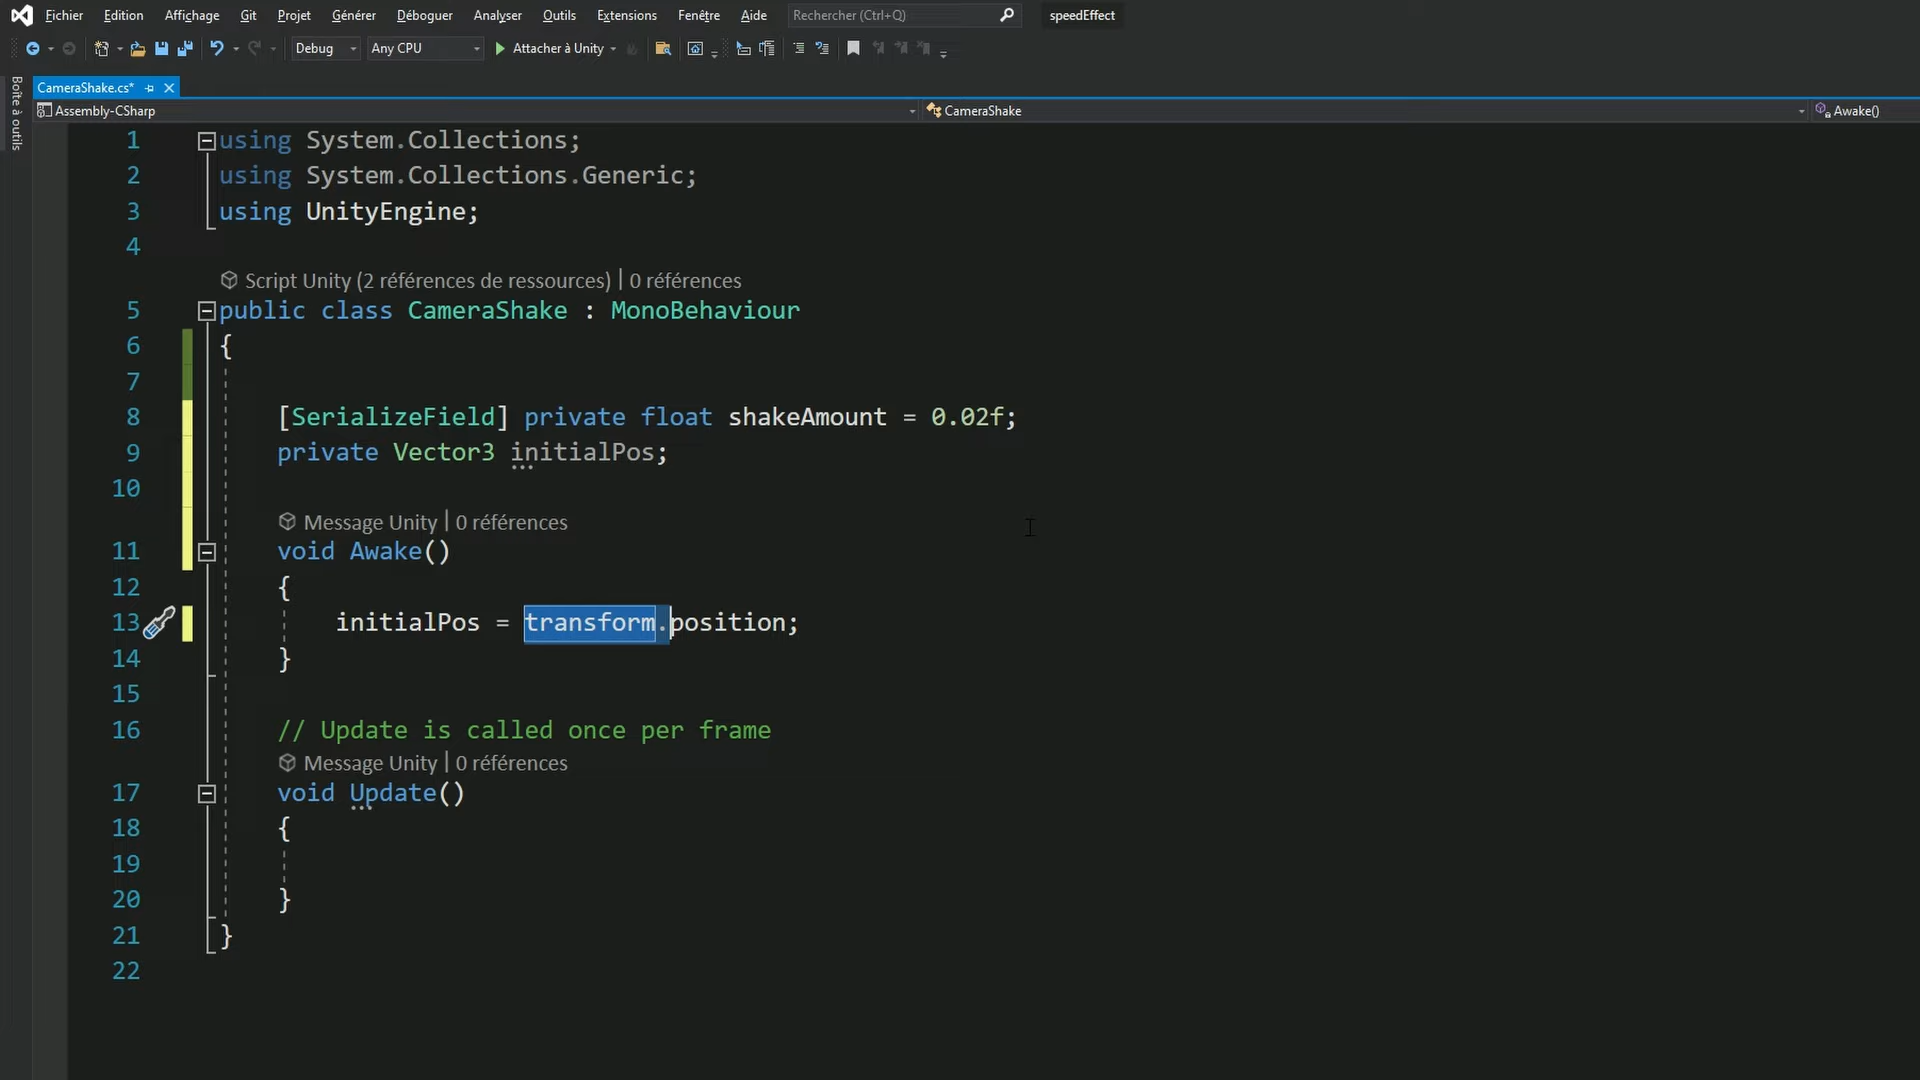 Fichier Edition Affichage Git Projet Générer Déboguer Analyser Outils Extensions Fenêtre Aide Rechercher (Ctrl+Q) speedEffect
Debug Any CPU Attacher à Unity
Boîte à outils
CameraShake.cs*
Assembly-CSharp CameraShake Awake()
1 using System.Collections;
2 using System.Collections.Generic;
3 using UnityEngine;
4
Script Unity (2 références de ressources) | 0 références
5 public class CameraShake : MonoBehaviour
6 {
7
8 [SerializeField] private float shakeAmount = 0.02f;
9 private Vector3 initialPos;
10
Message Unity | 0 références
11 void Awake()
12 {
13 initialPos = transform.position;
14 }
15
16 // Update is called once per frame
Message Unity | 0 références
17 void Update()
18 {
19
20 }
21 }
22